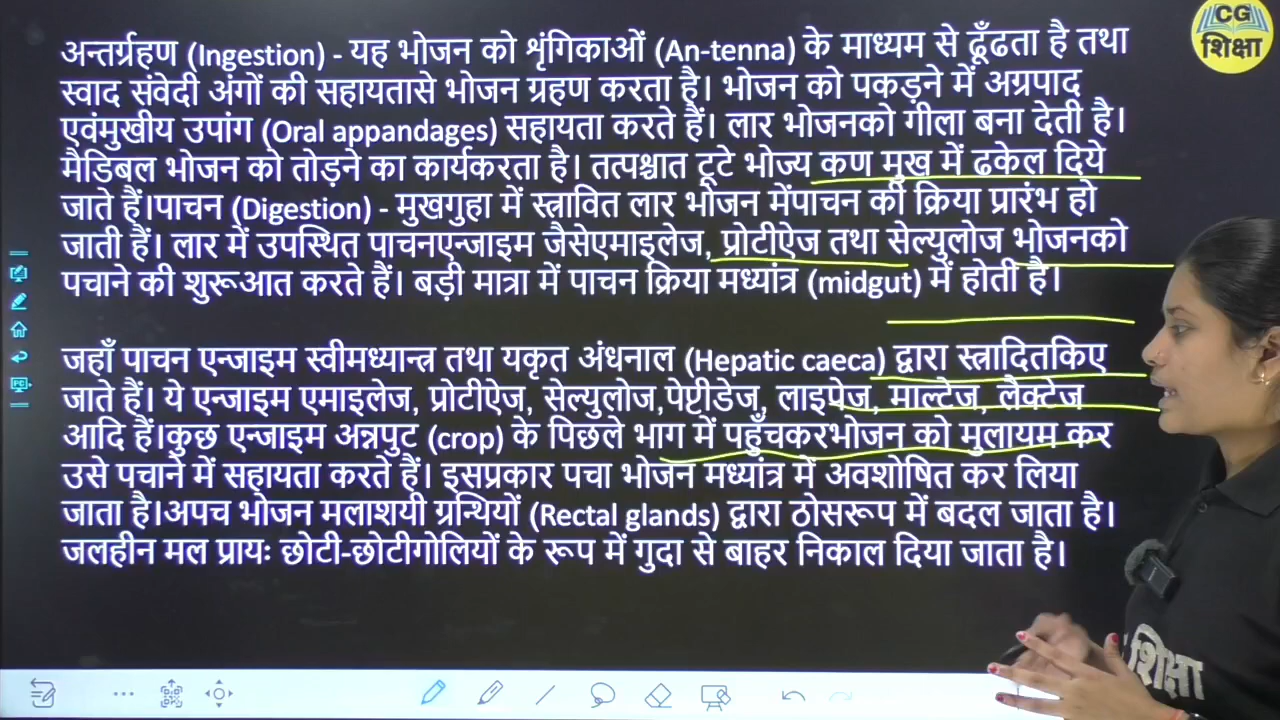 CG
शिक्षा
अन्तर्ग्रहण (Ingestion) - यह भोजन को शृंगिकाओं (An-tenna) के माध्यम से ढूँढता है तथा
स्वाद संवेदी अंगों की सहायतासे भोजन ग्रहण करता है। भोजन को पकड़ने में अग्रपाद
एवंमुखीय उपांग (Oral appandages) सहायता करते हैं। लार भोजनको गीला बना देती है।
मैडिबल भोजन को तोड़ने का कार्यकरता है। तत्पश्चात टूटे भोज्य कण मुख में ढकेल दिये
जाते हैं।पाचन (Digestion) - मुखगुहा में स्त्रावित लार भोजन मेंपाचन की क्रिया प्रारंभ हो
जाती हैं। लार में उपस्थित पाचनएन्जाइम जैसेएमाइलेज, प्रोटीऐज तथा सेल्युलोज भोजनको
पचाने की शुरूआत करते हैं। बड़ी मात्रा में पाचन क्रिया मध्यांत्र (midgut) में होती है।
जहाँ पाचन एन्जाइम स्वीमध्यान्त्र तथा यकृत अंधनाल (Hepatic caeca) द्वारा स्त्रादितकिए
जाते हैं। ये एन्जाइम एमाइलेज, प्रोटीऐज, सेल्युलोज,पेप्टीडेज, लाइपेज, माल्टेज, लैक्टेज
आदि हैं।कुछ एन्जाइम अन्नपुट (crop) के पिछले भाग में पहुँचकरभोजन को मुलायम कर
उसे पचाने में सहायता करते हैं। इसप्रकार पचा भोजन मध्यांत्र में अवशोषित कर लिया
जाता है।अपच भोजन मलाशयी ग्रन्थियों (Rectal glands) द्वारा ठोसरूप में बदल जाता है।
जलहीन मल प्रायः छोटी-छोटीगोलियों के रूप में गुदा से बाहर निकाल दिया जाता है।
शिक्षा